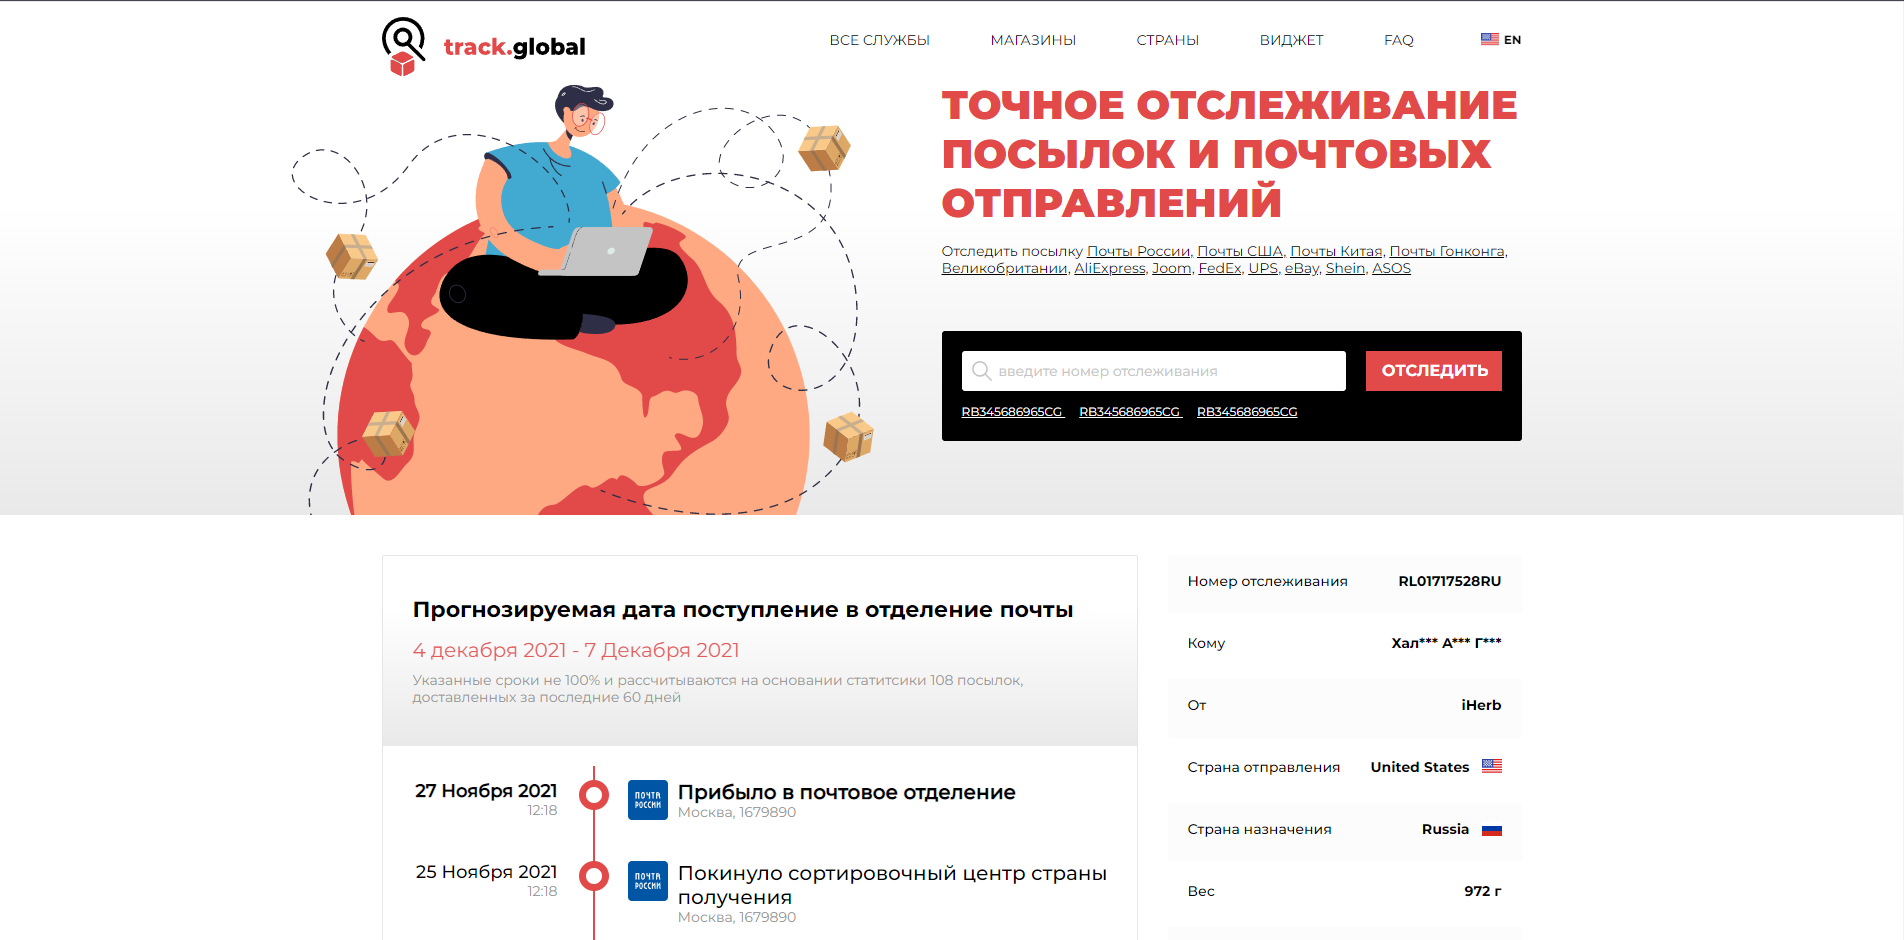 track.global
ВСЕ СЛУЖБЫ
МАГАЗИНЫ
СТРАНЫ
ВИДЖЕТ
FAQ
EN
ТОЧНОЕ ОТСЛЕЖИВАНИЕ
ПОСЫЛОК И ПОЧТОВЫХ
ОТПРАВЛЕНИЙ
Отследить посылку Почты России, Почты США, Почты Китая, Почты Гонконга,
Великобритании, AliExpress, Joom, FedEx, UPS, eBay, Shein, ASOS
введите номер отслеживания
ОТСЛЕДИТЬ
RB345686965CG RB345686965CG RB345686965CG
Прогнозируемая дата поступление в отделение почты
4 декабря 2021 - 7 Декабря 2021
Указанные сроки не 100% и рассчитываются на основании статитсики 108 посылок,
доставленных за последние 60 дней
27 Ноября 2021
12:18
ПОЧТА
РОССИИ
Прибыло в почтовое отделение
Москва, 1679890
25 Ноября 2021
12:18
ПОЧТА
РОССИИ
Покинуло сортировочный центр страны
получения
Москва, 1679890
Номер отслеживания RL01717528RU
Кому Хал*** А*** Г***
От iHerb
Страна отправления United States
Страна назначения Russia
Вес 972 г